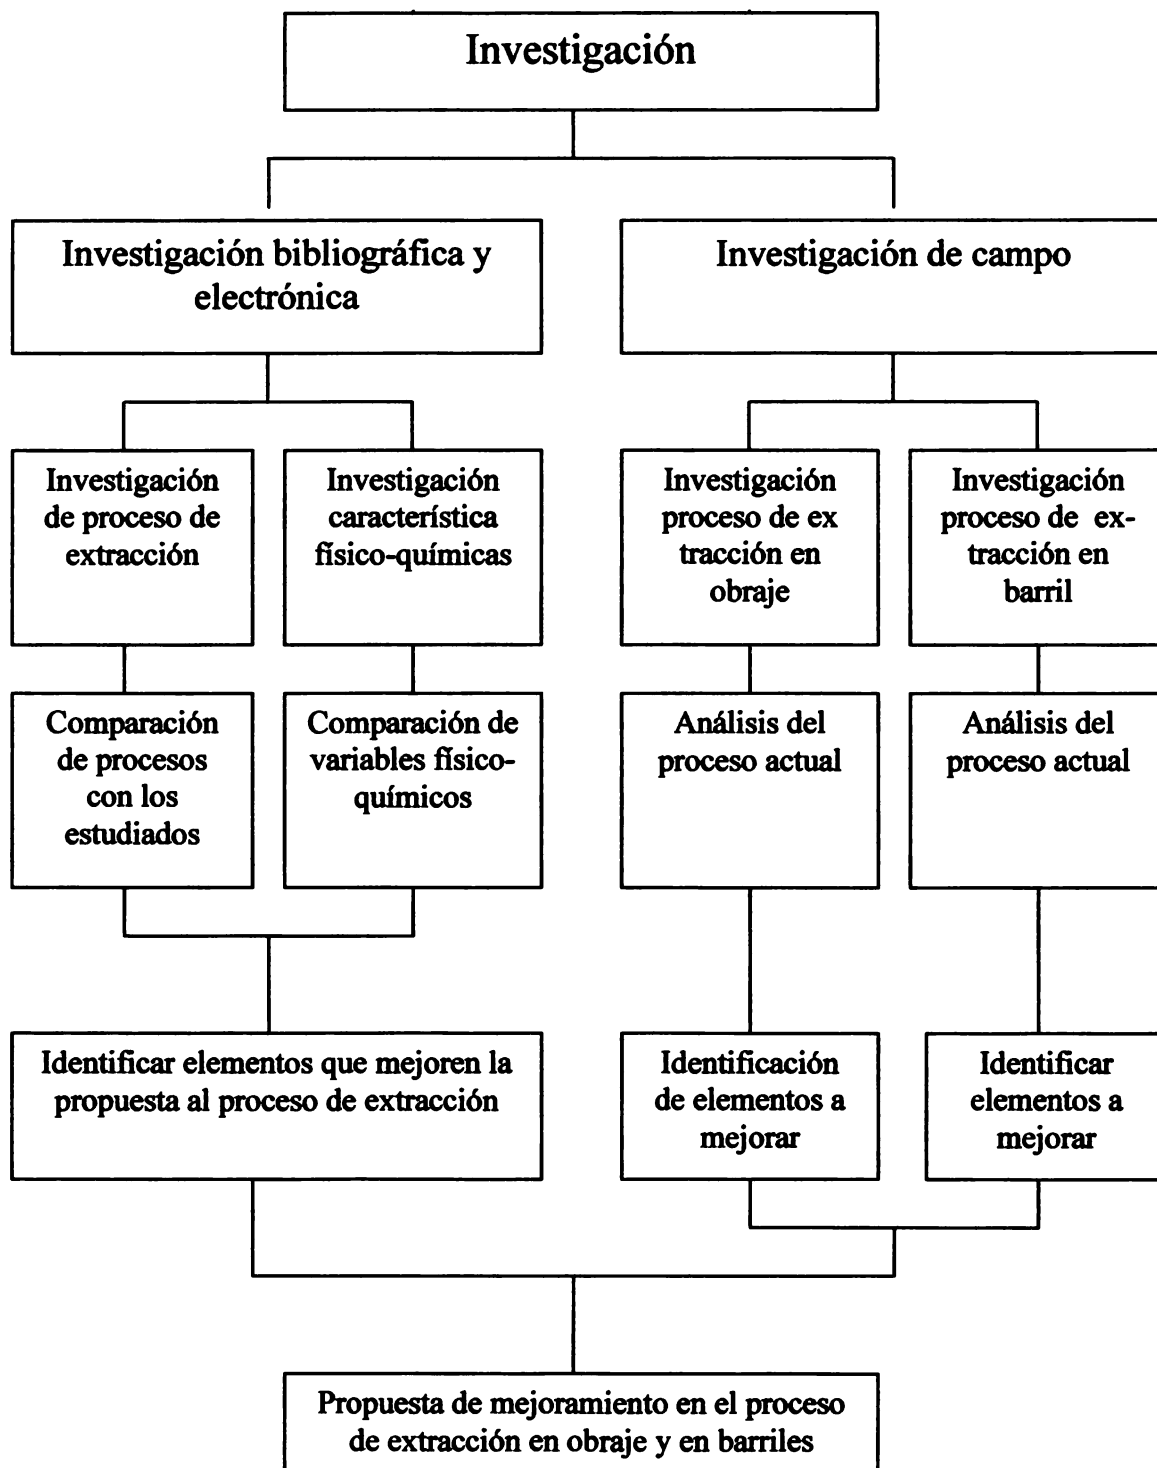 Investigación
Investigación bibliográfica y
electrónica
Investigación de campo
Investigación
de proceso de
extracción
Investigación
característica
físico-químicas
Investigación
proceso de ex
tracción en
obraje
Investigación
proceso de ex-
tracción en
barril
Comparación
de procesos
con los
estudiados
Comparación de
variables físico-
químicos
Análisis del
proceso actual
Análisis del
proceso actual
Identificar elementos que mejoren la
propuesta al proceso de extracción
Identificación
de elementos a
mejorar
Identificar
elementos a
mejorar
Propuesta de mejoramiento en el proceso
de extracción en obraje y en barriles